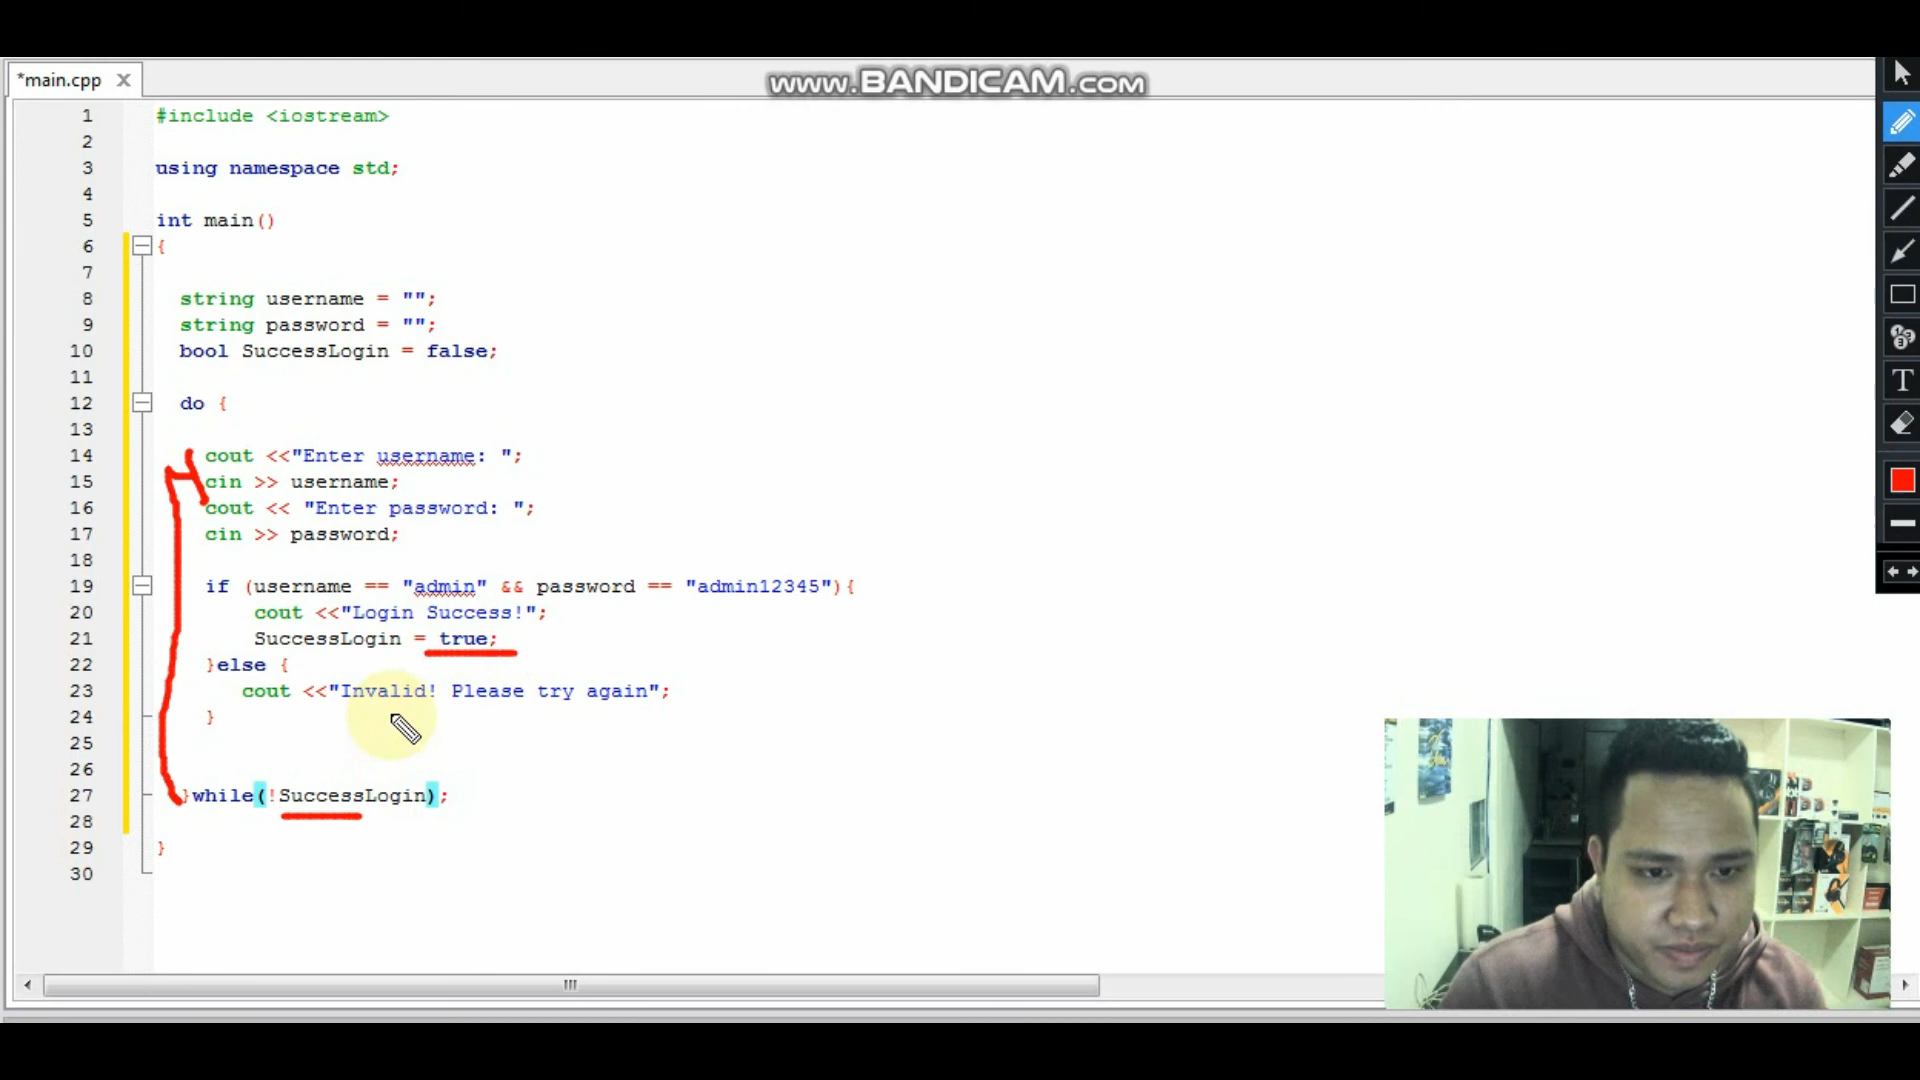 *main.cpp
www.BANDICAM.com
1 #include <iostream>
2
3 using namespace std;
4
5 int main()
6 {
7
8 string username = "";
9 string password = "";
10 bool SuccessLogin = false;
11
12 do {
13
14 cout <<"Enter username: ";
15 cin >> username;
16 cout << "Enter password: ";
17 cin >> password;
18
19 if (username == "admin" && password == "admin12345"){
20 cout <<"Login Success!";
21 SuccessLogin = true;
22 }else {
23 cout <<"Invalid! Please try again";
24 }
25
26
27 }while(!SuccessLogin);
28
29 }
30